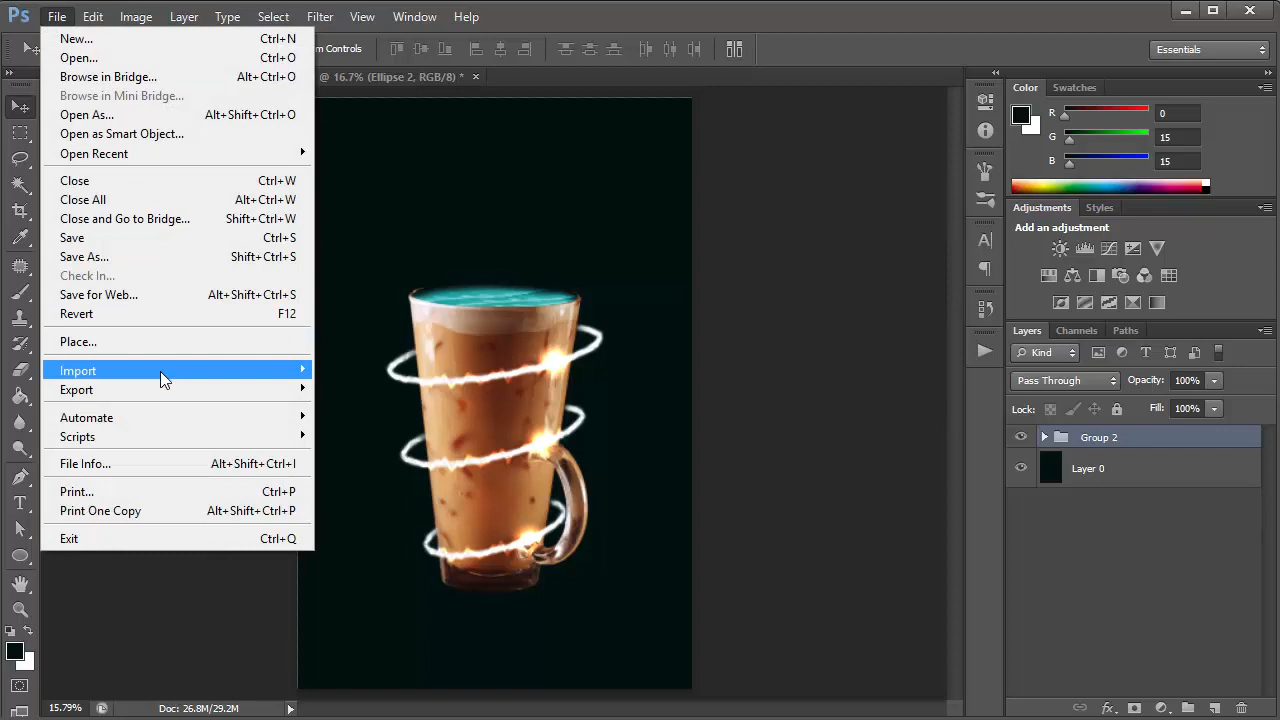 Ps File Edit Image Layer Type Select Filter View Window Help
m Controls Essentials
@ 16.7% (Ellipse 2, RGB/8) * ×
New... Ctrl+N
Open... Ctrl+O
Browse in Bridge... Alt+Ctrl+O
Browse in Mini Bridge...
Open As... Alt+Shift+Ctrl+O
Open as Smart Object...
Open Recent
Close Ctrl+W
Close All Alt+Ctrl+W
Close and Go to Bridge... Shift+Ctrl+W
Save Ctrl+S
Save As... Shift+Ctrl+S
Check In...
Save for Web... Alt+Shift+Ctrl+S
Revert F12
Place...
Import
Export
Automate
Scripts
File Info... Alt+Shift+Ctrl+I
Print... Ctrl+P
Print One Copy Alt+Shift+Ctrl+P
Exit Ctrl+Q
Color Swatches
R 0
G 15
B 15
Adjustments Styles
Add an adjustment
Layers Channels Paths
Kind
Pass Through Opacity: 100%
Lock: Fill: 100%
Group 2
Layer 0
15.79% Doc: 26.8M/29.2M